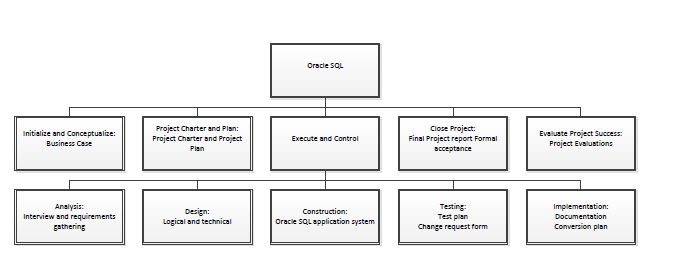 Oracle SQL
Initialize and Conceptualize:
Business Case
Project Charter and Plan:
Project Charter and Project
Plan
Execute and Control
Close Project:
Final Project report Formal
acceptance
Evaluate Project Success:
Project Evaluations
Analysis:
Interview and requirements
gathering
Design:
Logical and technical
Construction:
Oracle SQL application system
Testing:
Test plan
Change request form
Implementation:
Documentation
Conversion plan